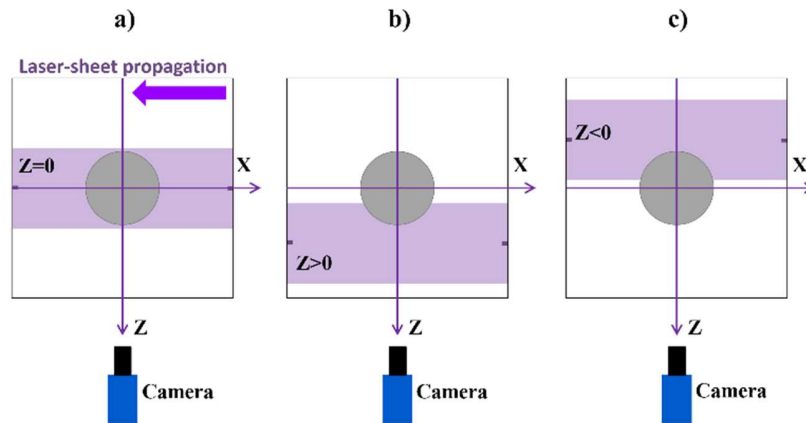 a)
b)
c)
Laser-sheet propagation
Z=0
X
Z>0
X
Z<0
X
Z
Z
Z
Camera
Camera
Camera